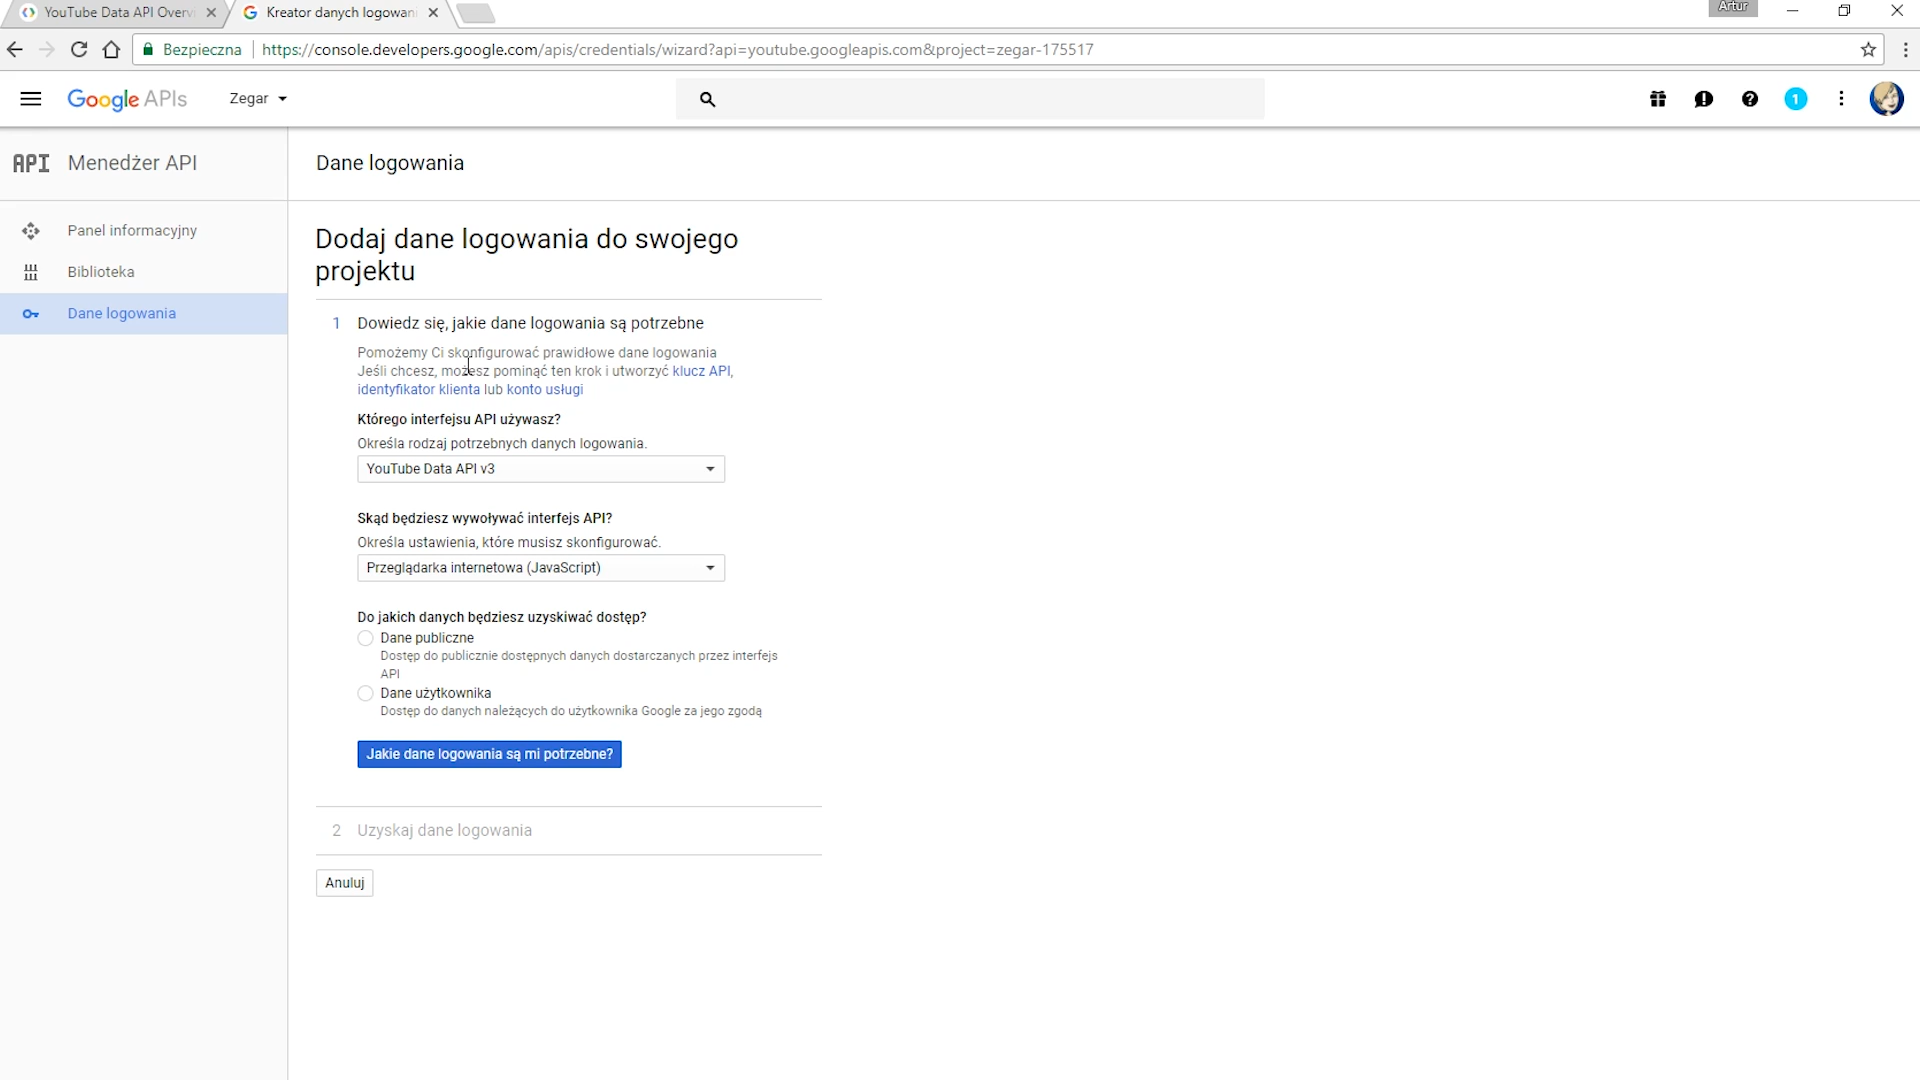 YouTube Data API Overvi
Kreator danych logowani
Artur
Bezpieczna
https://console.developers.google.com/apis/credentials/wizard?api=youtube.googleapis.com&project=zegar-175517
Google APIs
Zegar
1
API Menedżer API
Dane logowania
Panel informacyjny
Biblioteka
Dane logowania
Dodaj dane logowania do swojego
projektu
1 Dowiedz się, jakie dane logowania są potrzebne
Pomożemy Ci skonfigurować prawidłowe dane logowania
Jeśli chcesz, możesz pominąć ten krok i utworzyć klucz API,
identyfikator klienta lub konto usługi
Którego interfejsu API używasz?
Określa rodzaj potrzebnych danych logowania.
YouTube Data API v3
Skąd będziesz wywoływać interfejs API?
Określa ustawienia, które musisz skonfigurować.
Przeglądarka internetowa (JavaScript)
Do jakich danych będziesz uzyskiwać dostęp?
Dane publiczne
Dostęp do publicznie dostępnych danych dostarczanych przez interfejs
API
Dane użytkownika
Dostęp do danych należących do użytkownika Google za jego zgodą
Jakie dane logowania są mi potrzebne?
2 Uzyskaj dane logowania
Anuluj